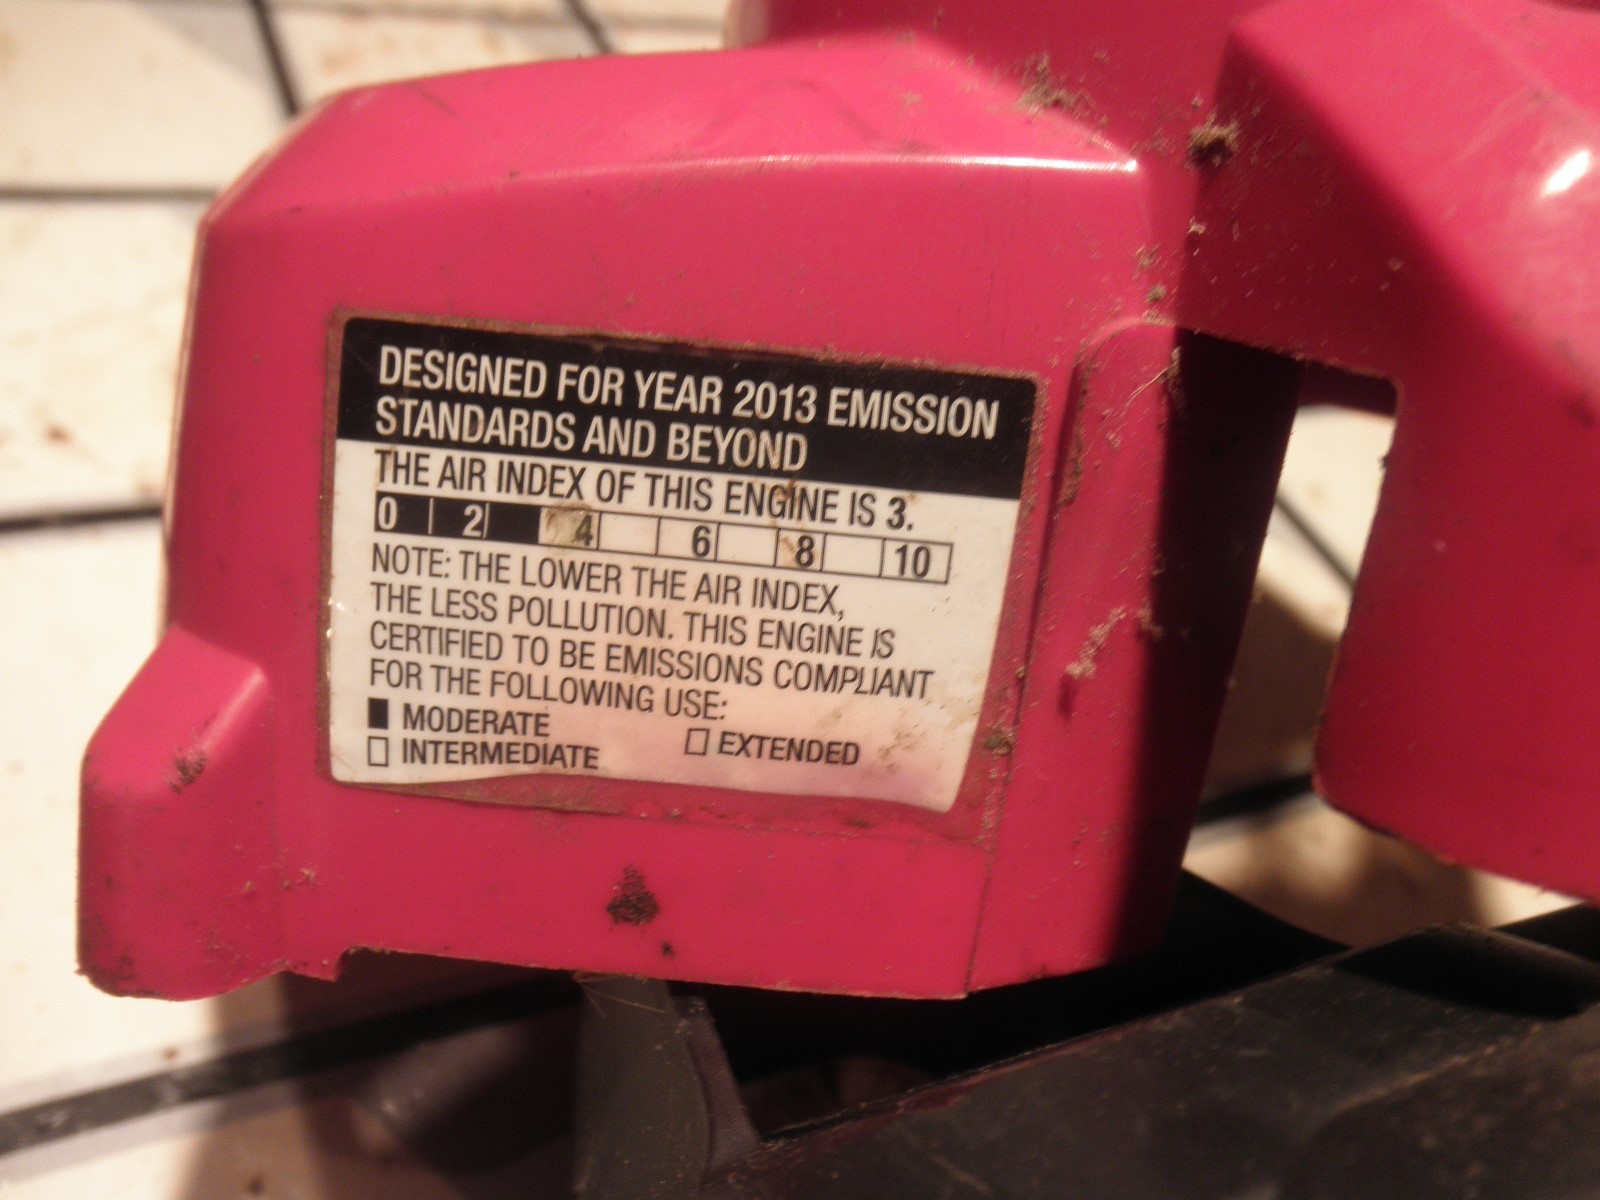 DESIGNED FOR YEAR 2013 EMISSION
STANDARDS AND BEYOND
THE AIR INDEX OF THIS ENGINE IS 3.
0 2 4 6 8 10
NOTE: THE LOWER THE AIR INDEX,
THE LESS POLLUTION. THIS ENGINE IS
CERTIFIED TO BE EMISSIONS COMPLIANT
FOR THE FOLLOWING USE:
MODERATE
INTERMEDIATE EXTENDED